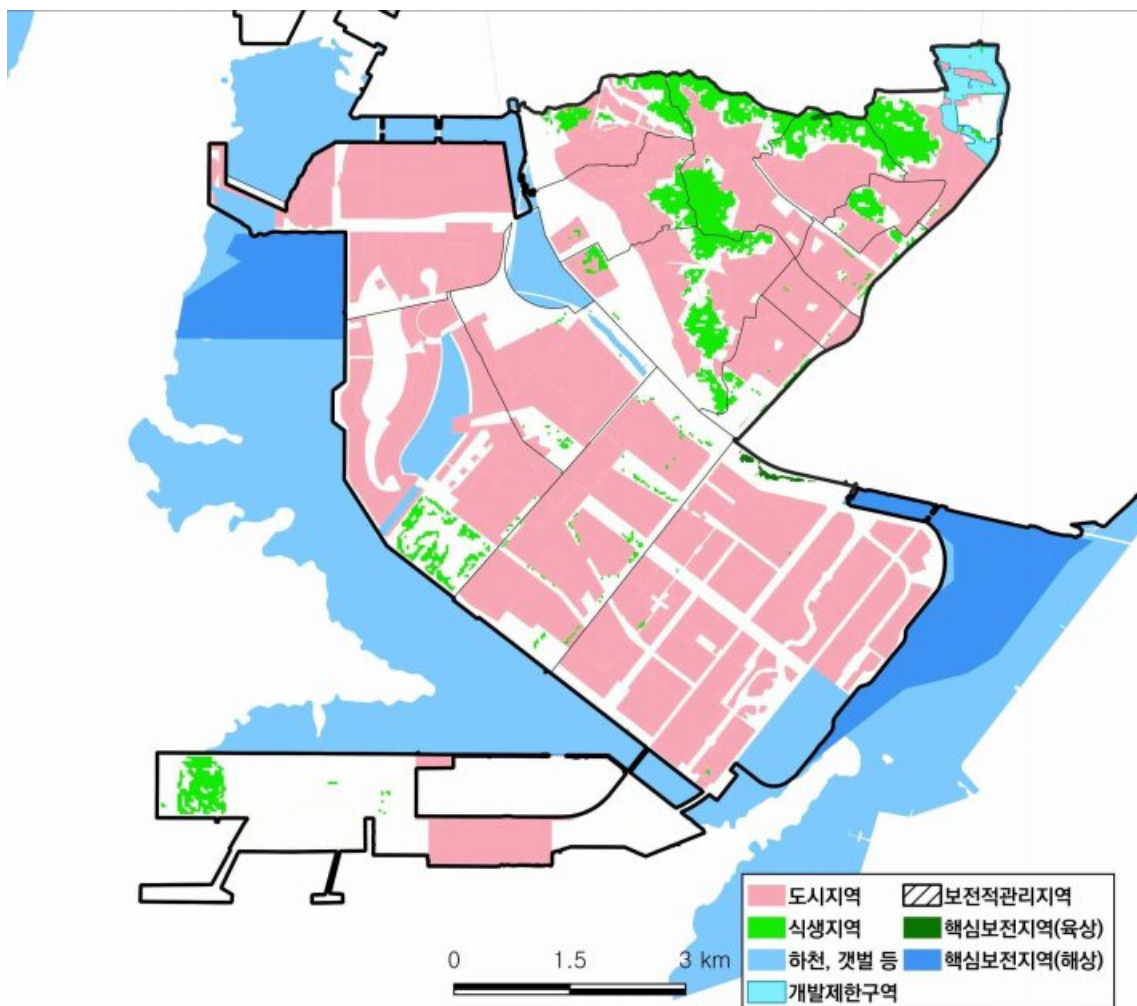 0 1.5 3 km
도시지역
식생지역
하천, 갯벌 등
개발제한구역
보전적관리지역
핵심보전지역(육상)
핵심보전지역(해상)